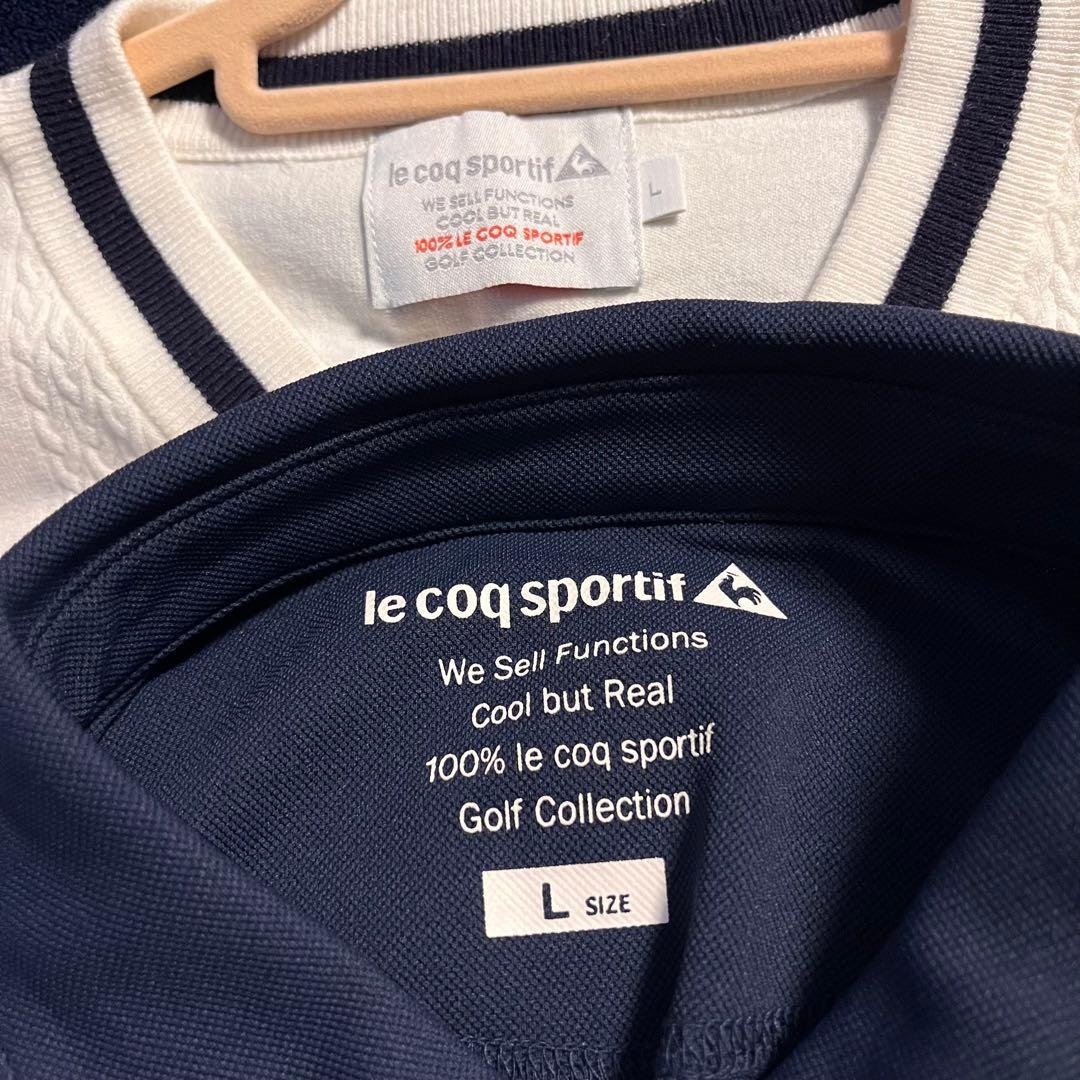 le coq sportif
WE SELL FUNCTIONS
COOL BUT REAL
100% LE COQ SPORTIF
GOLF COLLECTION
L
le coq sportif
We Sell Functions
Cool but Real
100% le coq sportif
Golf Collection
L SIZE